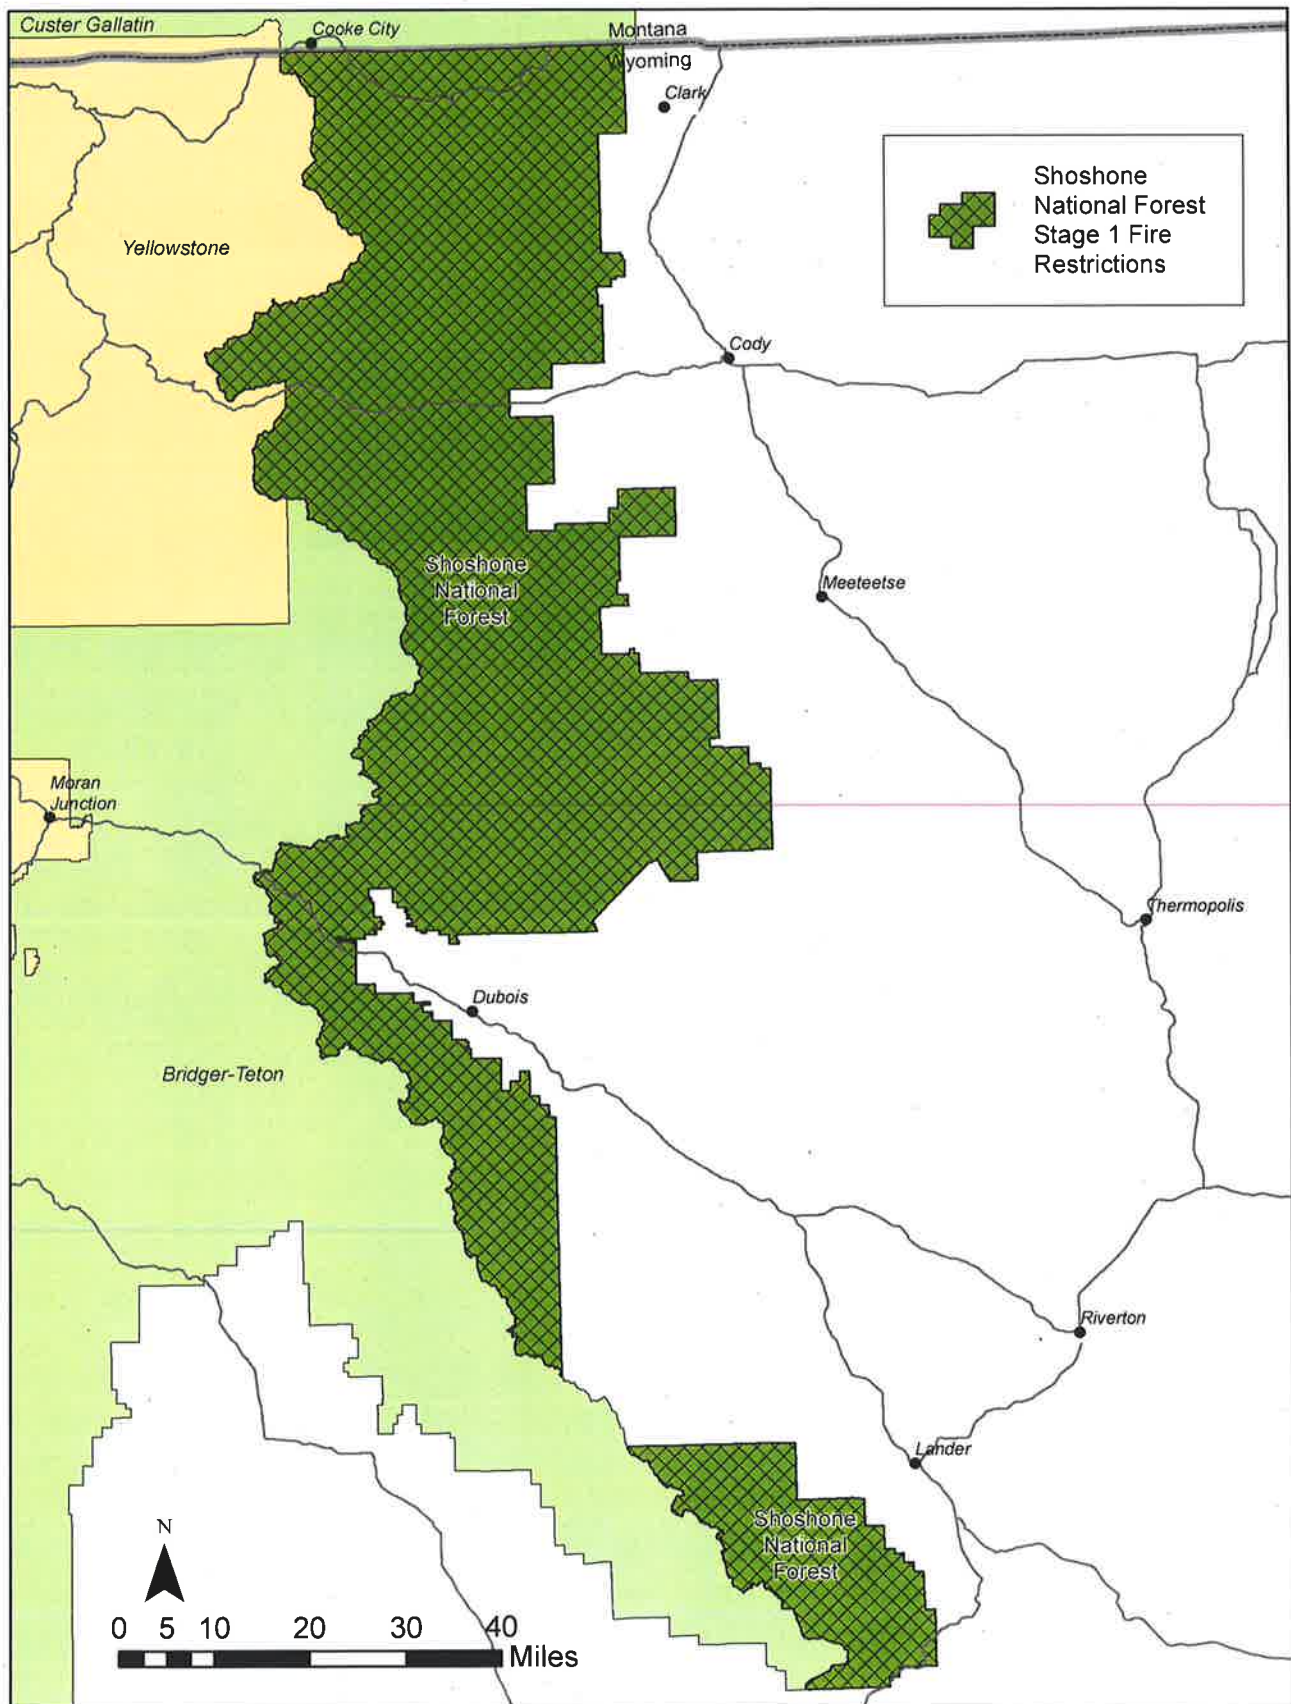 Custer Gallatin
Cooke City
Montana
Wyoming
Clark
Shoshone
National Forest
Stage 1 Fire
Restrictions
Yellowstone
Cody
Shoshone
National
Forest
Meeteetse
Moran
Junction
Thermopolis
Dubois
Bridger-Teton
Riverton
Lander
Shoshone
National
Forest
N
0 5 10 20 30 40
Miles